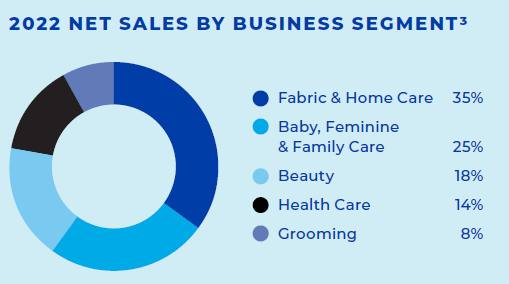 2022 NET SALES BY BUSINESS SEGMENT³
Fabric & Home Care 35%
Baby, Feminine
& Family Care 25%
Beauty 18%
Health Care 14%
Grooming 8%